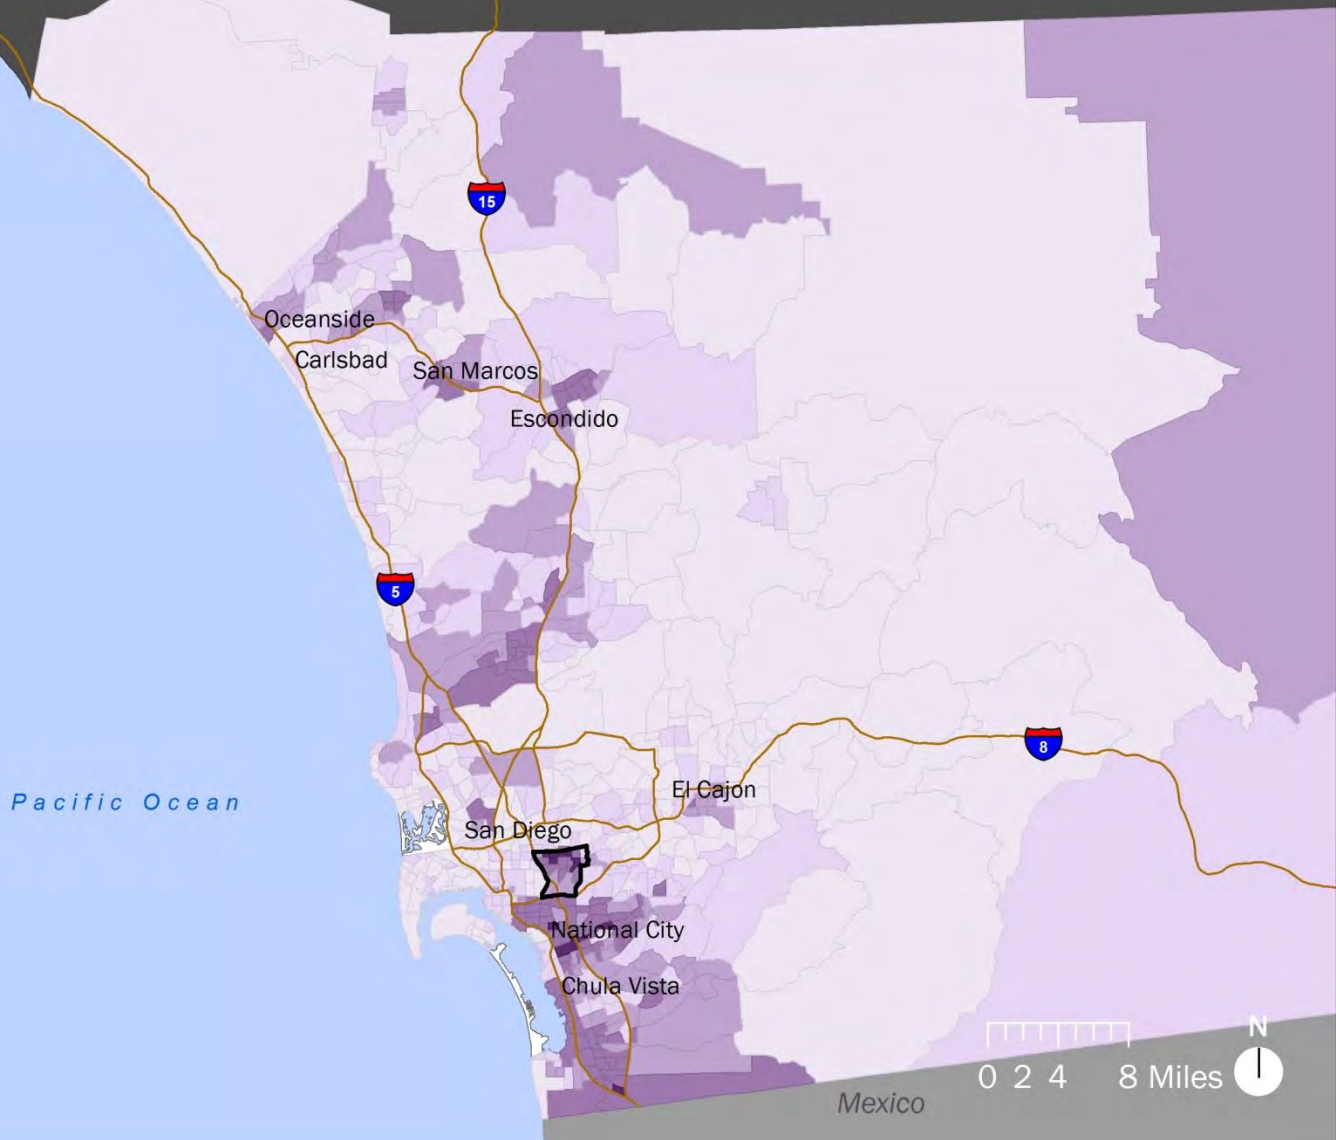 15
Oceanside
Carlsbad
San Marcos
Escondido
5
8
El Cajon
Pacific Ocean
San Diego
National City
Chula Vista
N
0 2 4 8 Miles
Mexico